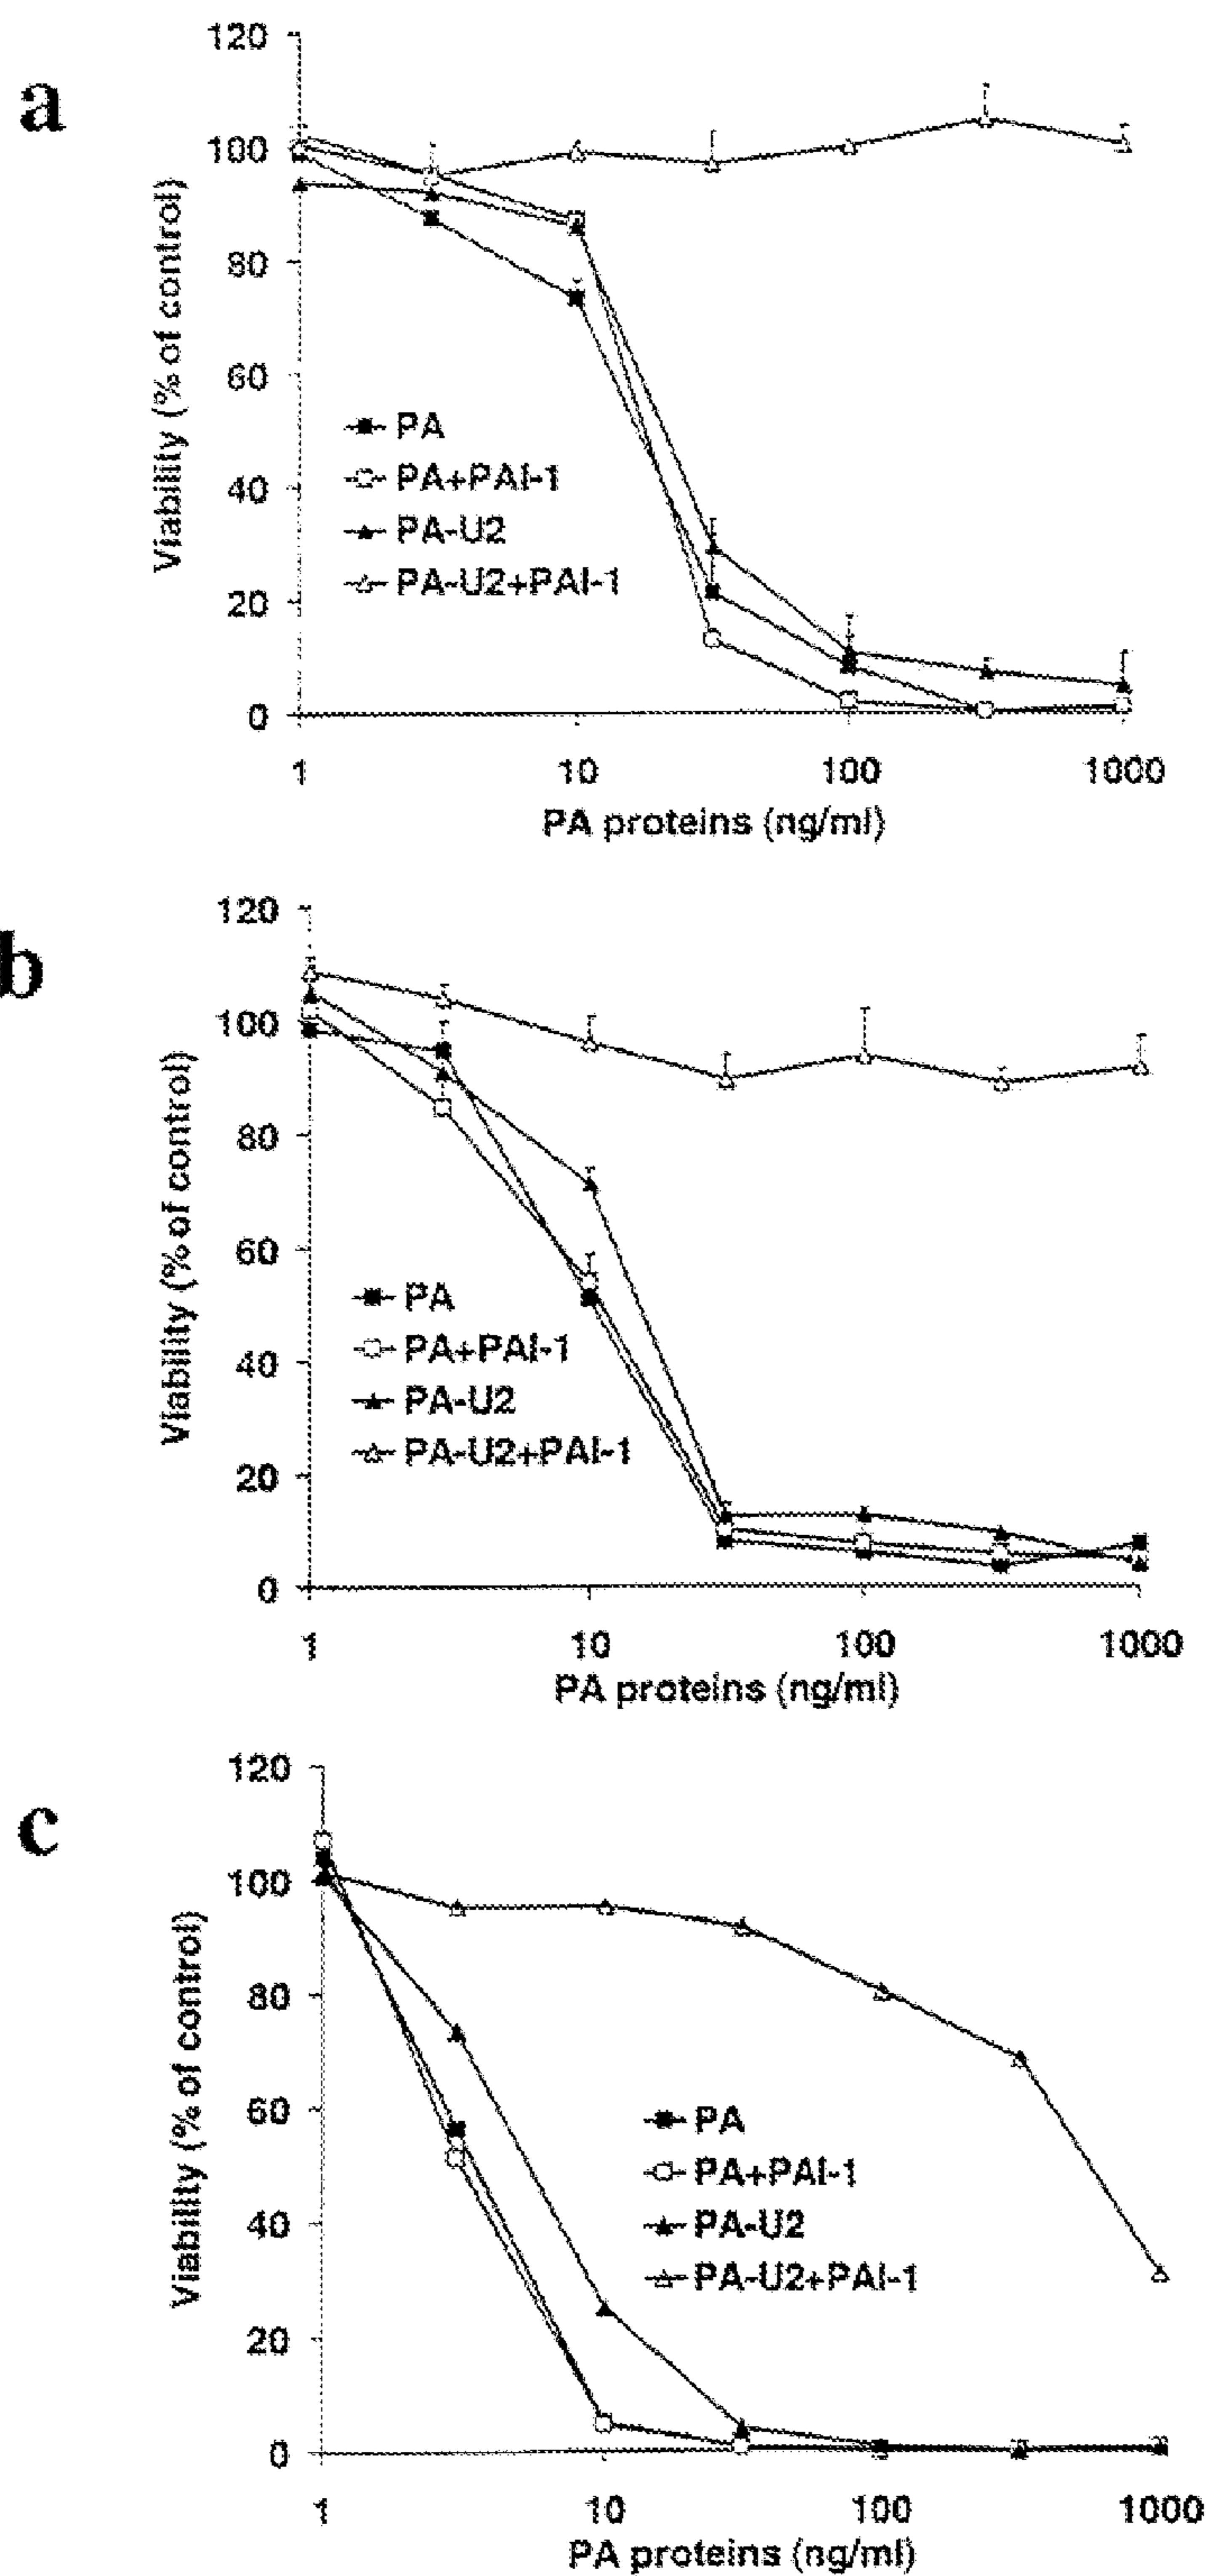 a
120
100
80
60
40
20
0
Viability (% of control)
PA
PA+PAI-1
PA-U2
PA-U2+PAI-1
1 10 100 1000
PA proteins (ng/ml)
b
120
100
80
60
40
20
0
Viability (% of control)
PA
PA+PAI-1
PA-U2
PA-U2+PAI-1
1 10 100 1000
PA proteins (ng/ml)
c
120
100
80
60
40
20
0
Viability (% of control)
PA
PA+PAI-1
PA-U2
PA-U2+PAI-1
1 10 100 1000
PA proteins (ng/ml)